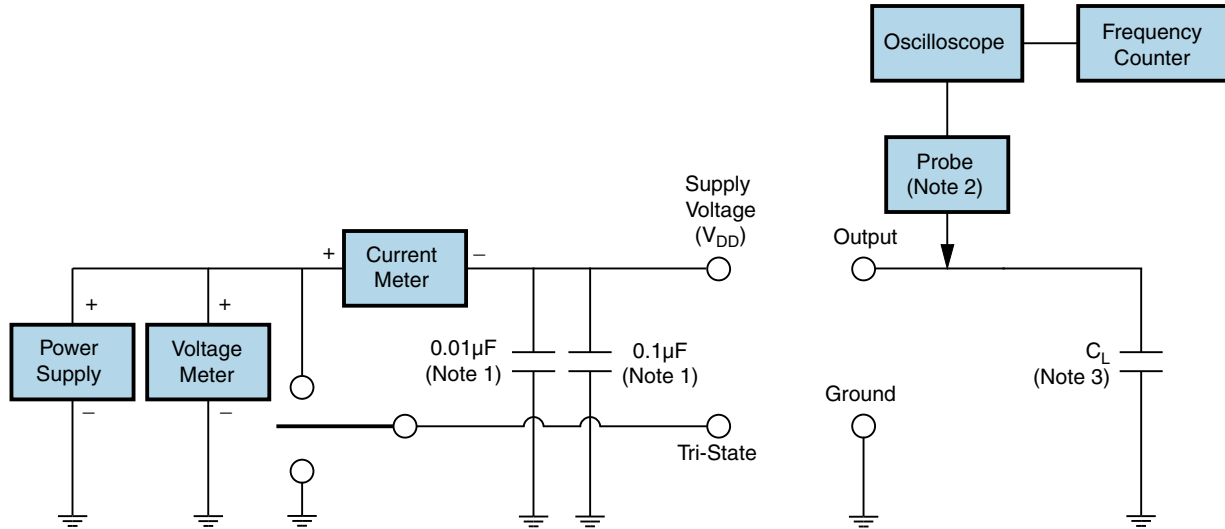 Oscilloscope
Frequency
Counter
Probe
(Note 2)
Supply
Voltage
(VDD)
Output
+
Current
Meter
–
+
Power
Supply
–
+
Voltage
Meter
–
0.01µF
(Note 1)
0.1µF
(Note 1)
CL
(Note 3)
Ground
Tri-State